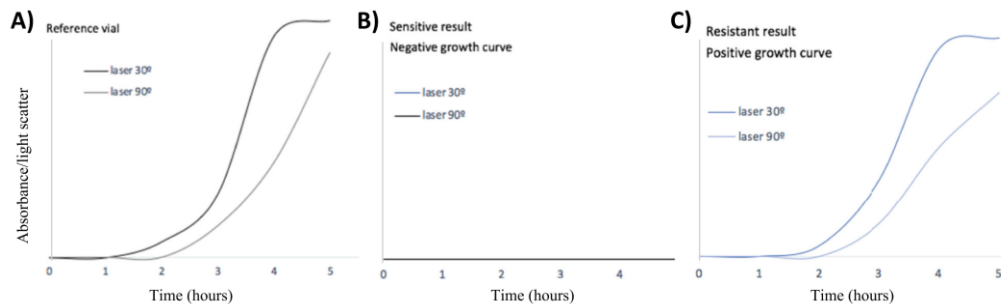 A)
Reference vial
laser 30º
laser 90º
Absorbance/light scatter
0 1 2 3 4 5
Time (hours)
B)
Sensitive result
Negative growth curve
laser 30º
laser 90º
0 1 2 3 4
Time (hours)
C)
Resistant result
Positive growth curve
laser 30º
laser 90º
0 1 2 3 4 5
Time (hours)